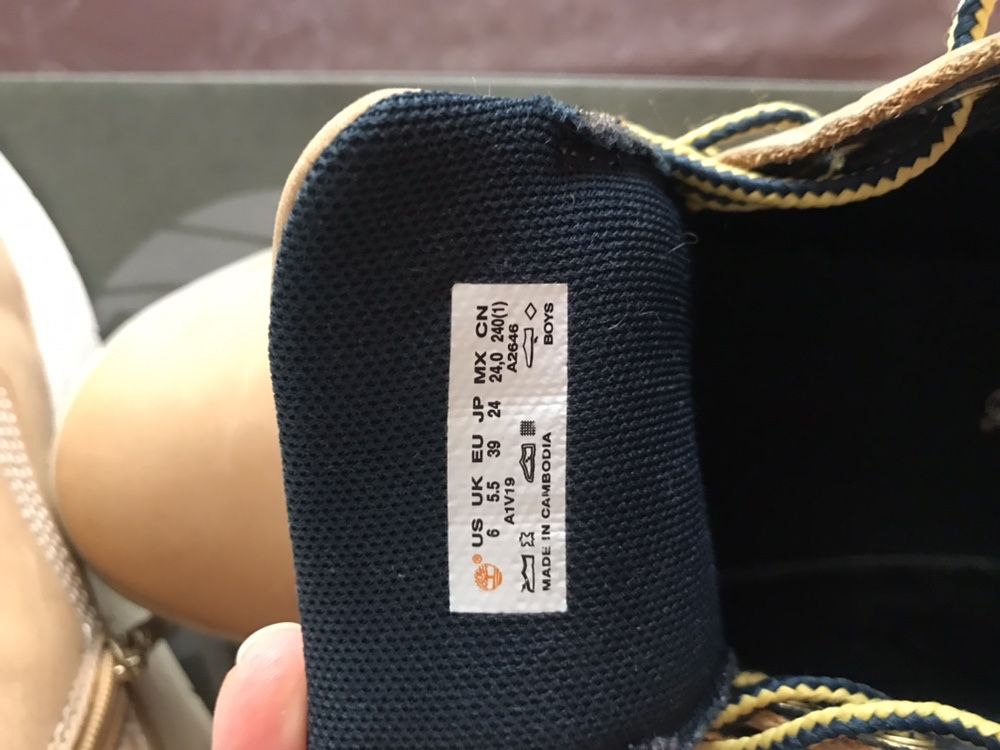 US UK EU JP MX CN
6 5.5 39 24 24,0 240(1)
A1V19 A2646
BOYS
MADE IN CAMBODIA